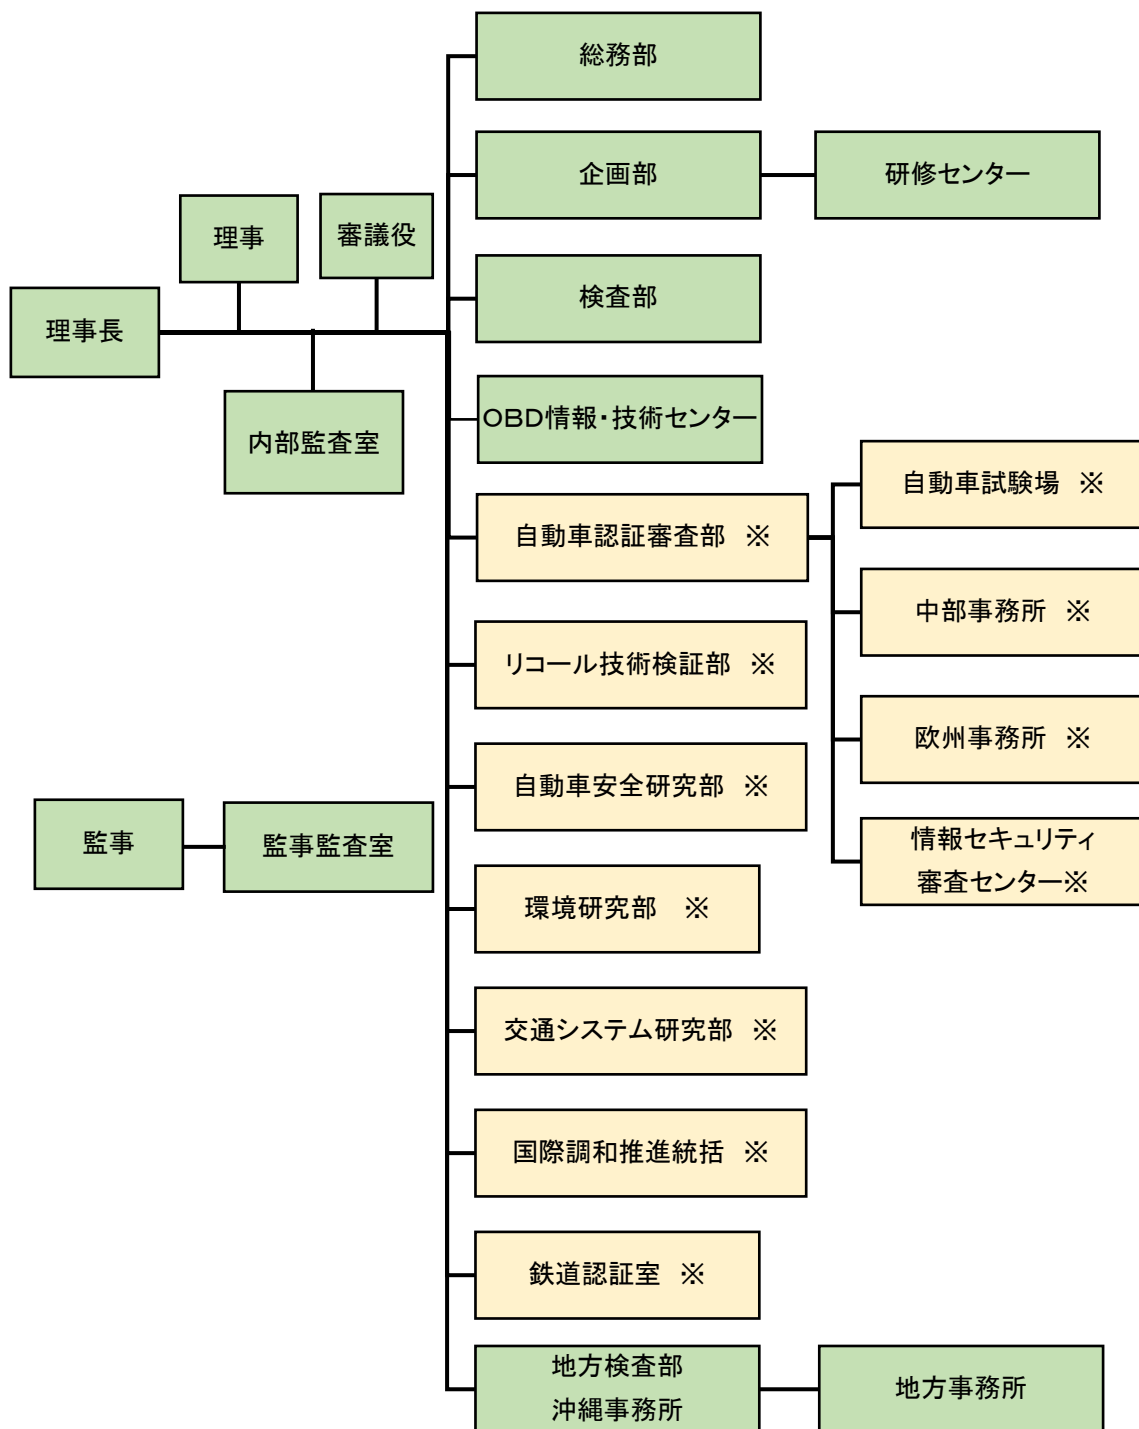 総務部
企画部
研修センター
理事
審議役
検査部
理事長
OBD情報・技術センター
内部監査室
自動車試験場 ※
自動車認証審査部 ※
中部事務所 ※
リコール技術検証部 ※
欧州事務所 ※
自動車安全研究部 ※
監事
監事監査室
情報セキュリティ
審査センター※
環境研究部 ※
交通システム研究部 ※
国際調和推進統括 ※
鉄道認証室 ※
地方検査部
沖縄事務所
地方事務所